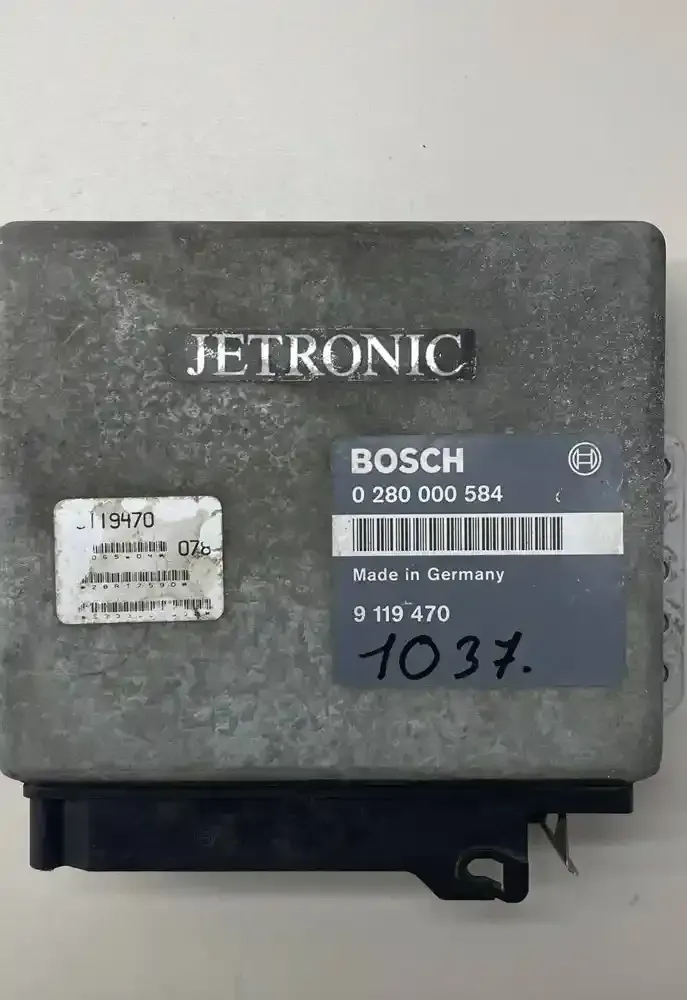 JETRONIC
BOSCH
0 280 000 584
Made in Germany
9 119 470
1037.
119470
078